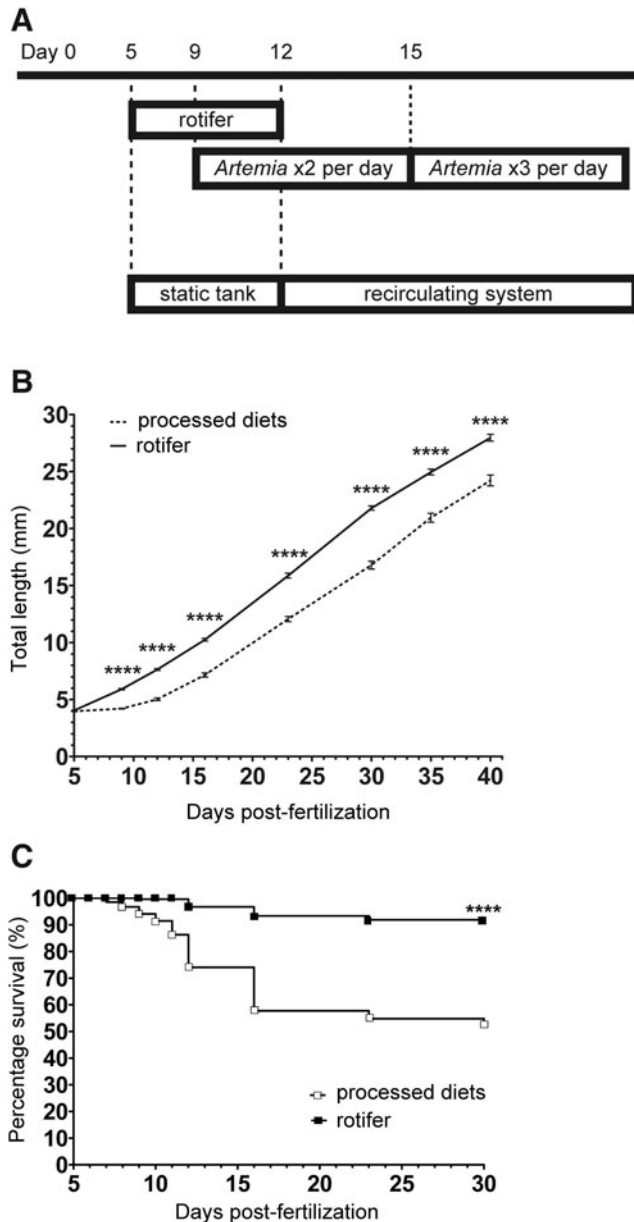 A
Day 0 5 9 12 15
rotifer
Artemia x2 per day Artemia x3 per day
static tank recirculating system
B
processed diets
rotifer
30
25
20
15
10
5
0
Total length (mm)
**** **** **** **** **** **** ****
5 10 15 20 25 30 35 40
Days post-fertilization
C
100
90
80
70
60
50
40
30
20
10
0
Percentage survival (%)
****
processed diets
rotifer
5 10 15 20 25 30
Days post-fertilization